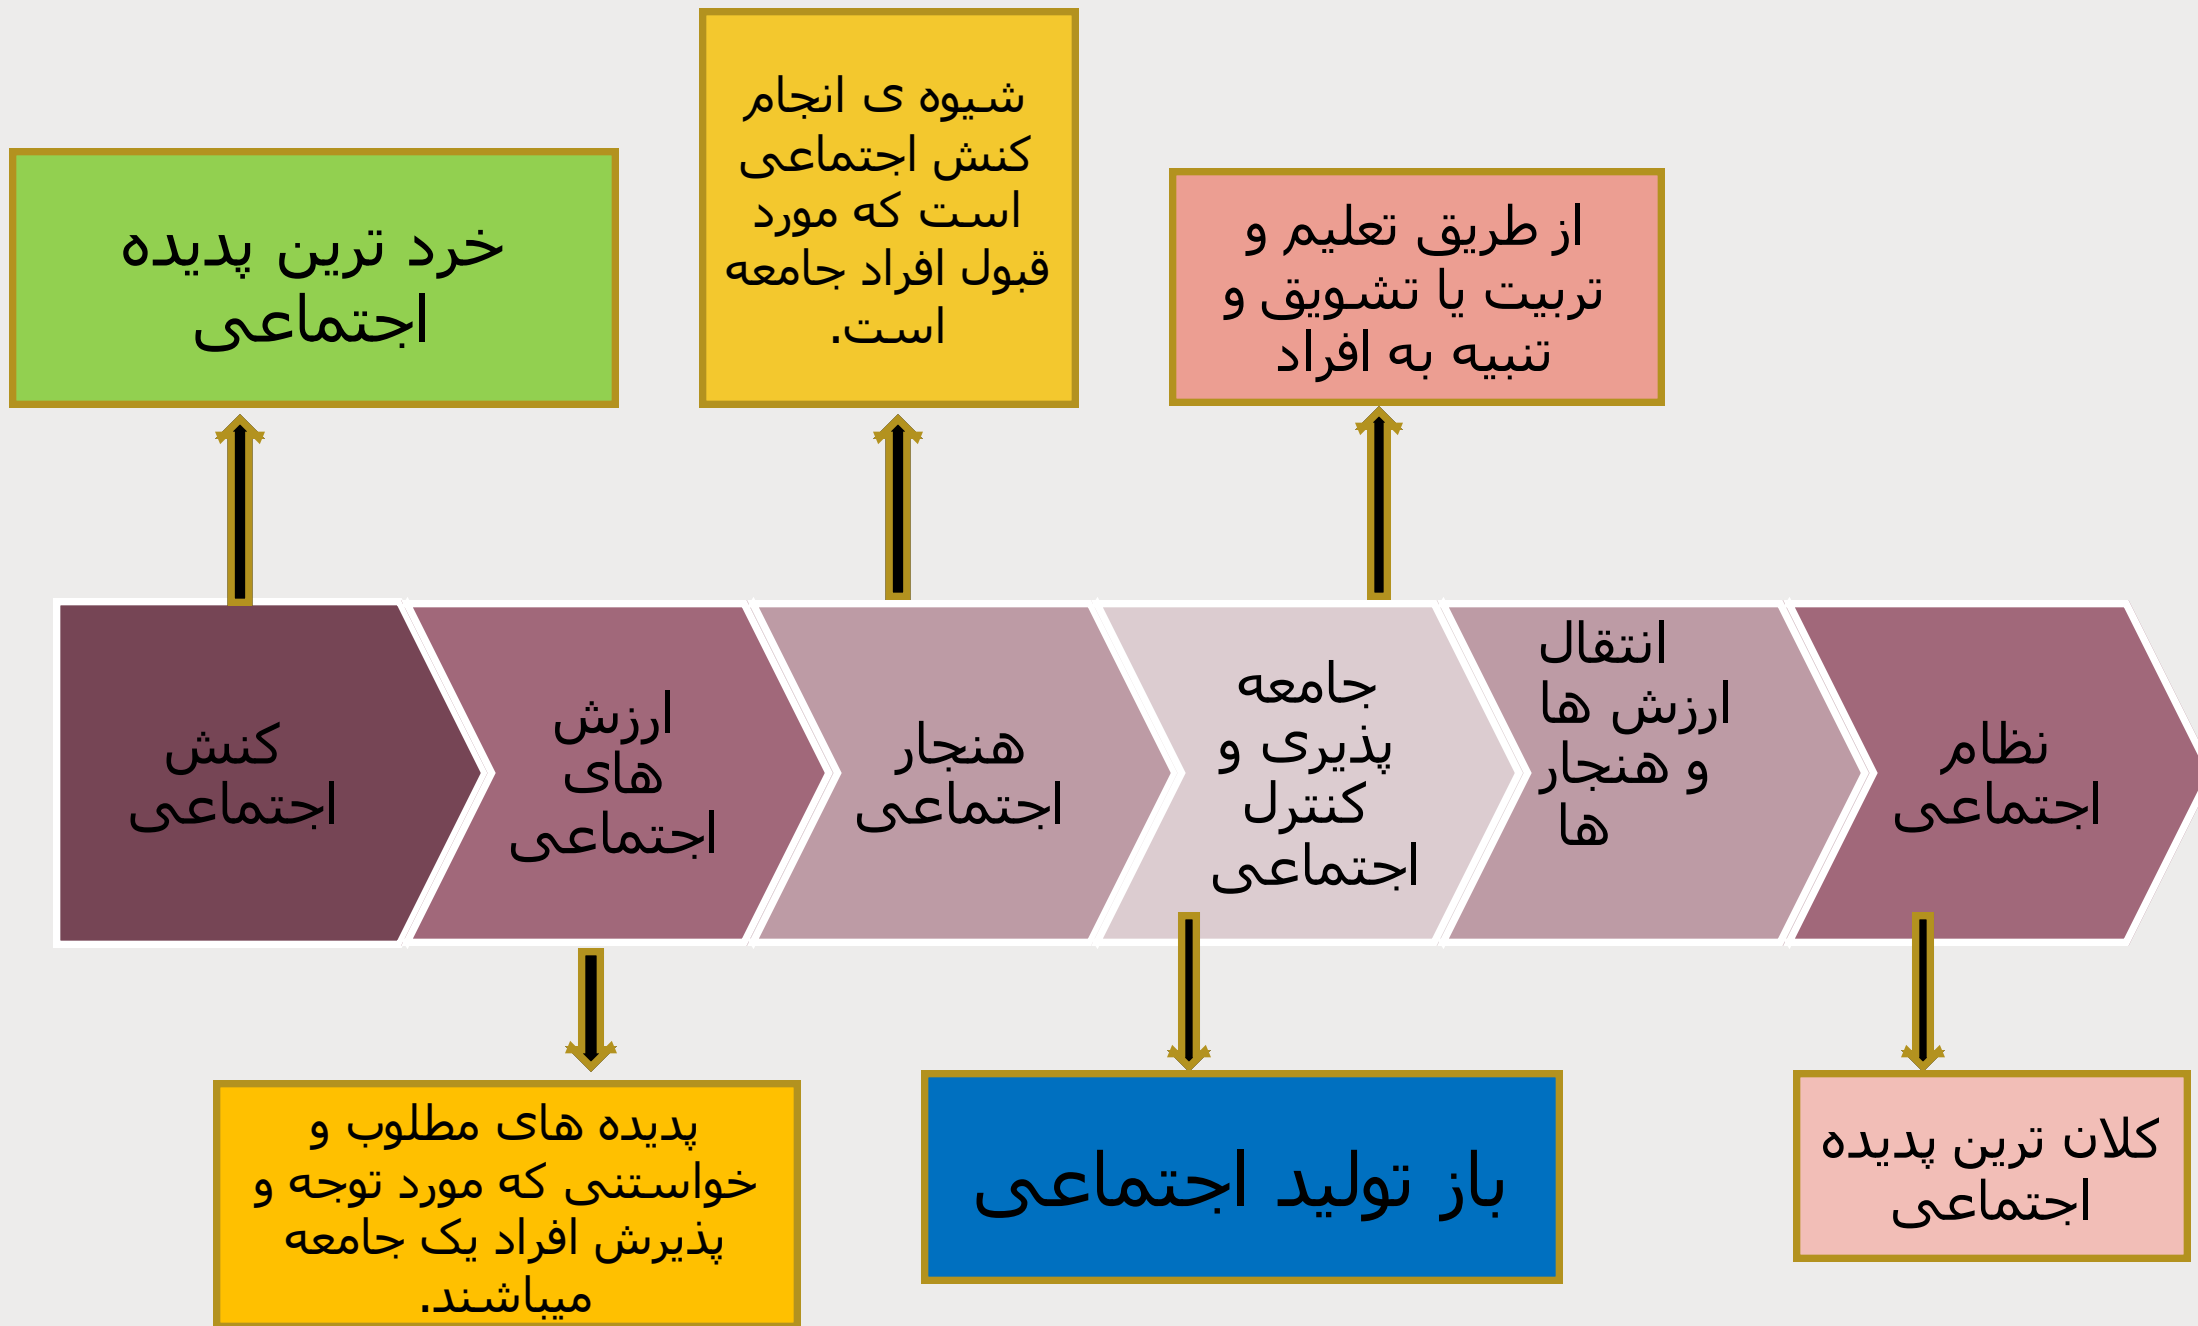 خرد ترین پدیده
اجتماعی
شیوه ی انجام
کنش اجتماعی
است که مورد
قبول افراد جامعه
است.
از طریق تعلیم و
تربیت یا تشویق و
تنبیه به افراد
کنش
اجتماعی
ارزش
های
اجتماعی
هنجار
اجتماعی
جامعه
پذیری و
کنترل
اجتماعی
انتقال
ارزش ها
و هنجار
ها
نظام
اجتماعی
پدیده های مطلوب و
خواستنی که مورد توجه و
پذیرش افراد یک جامعه
میباشند.
باز تولید اجتماعی
کلان ترین پدیده
اجتماعی